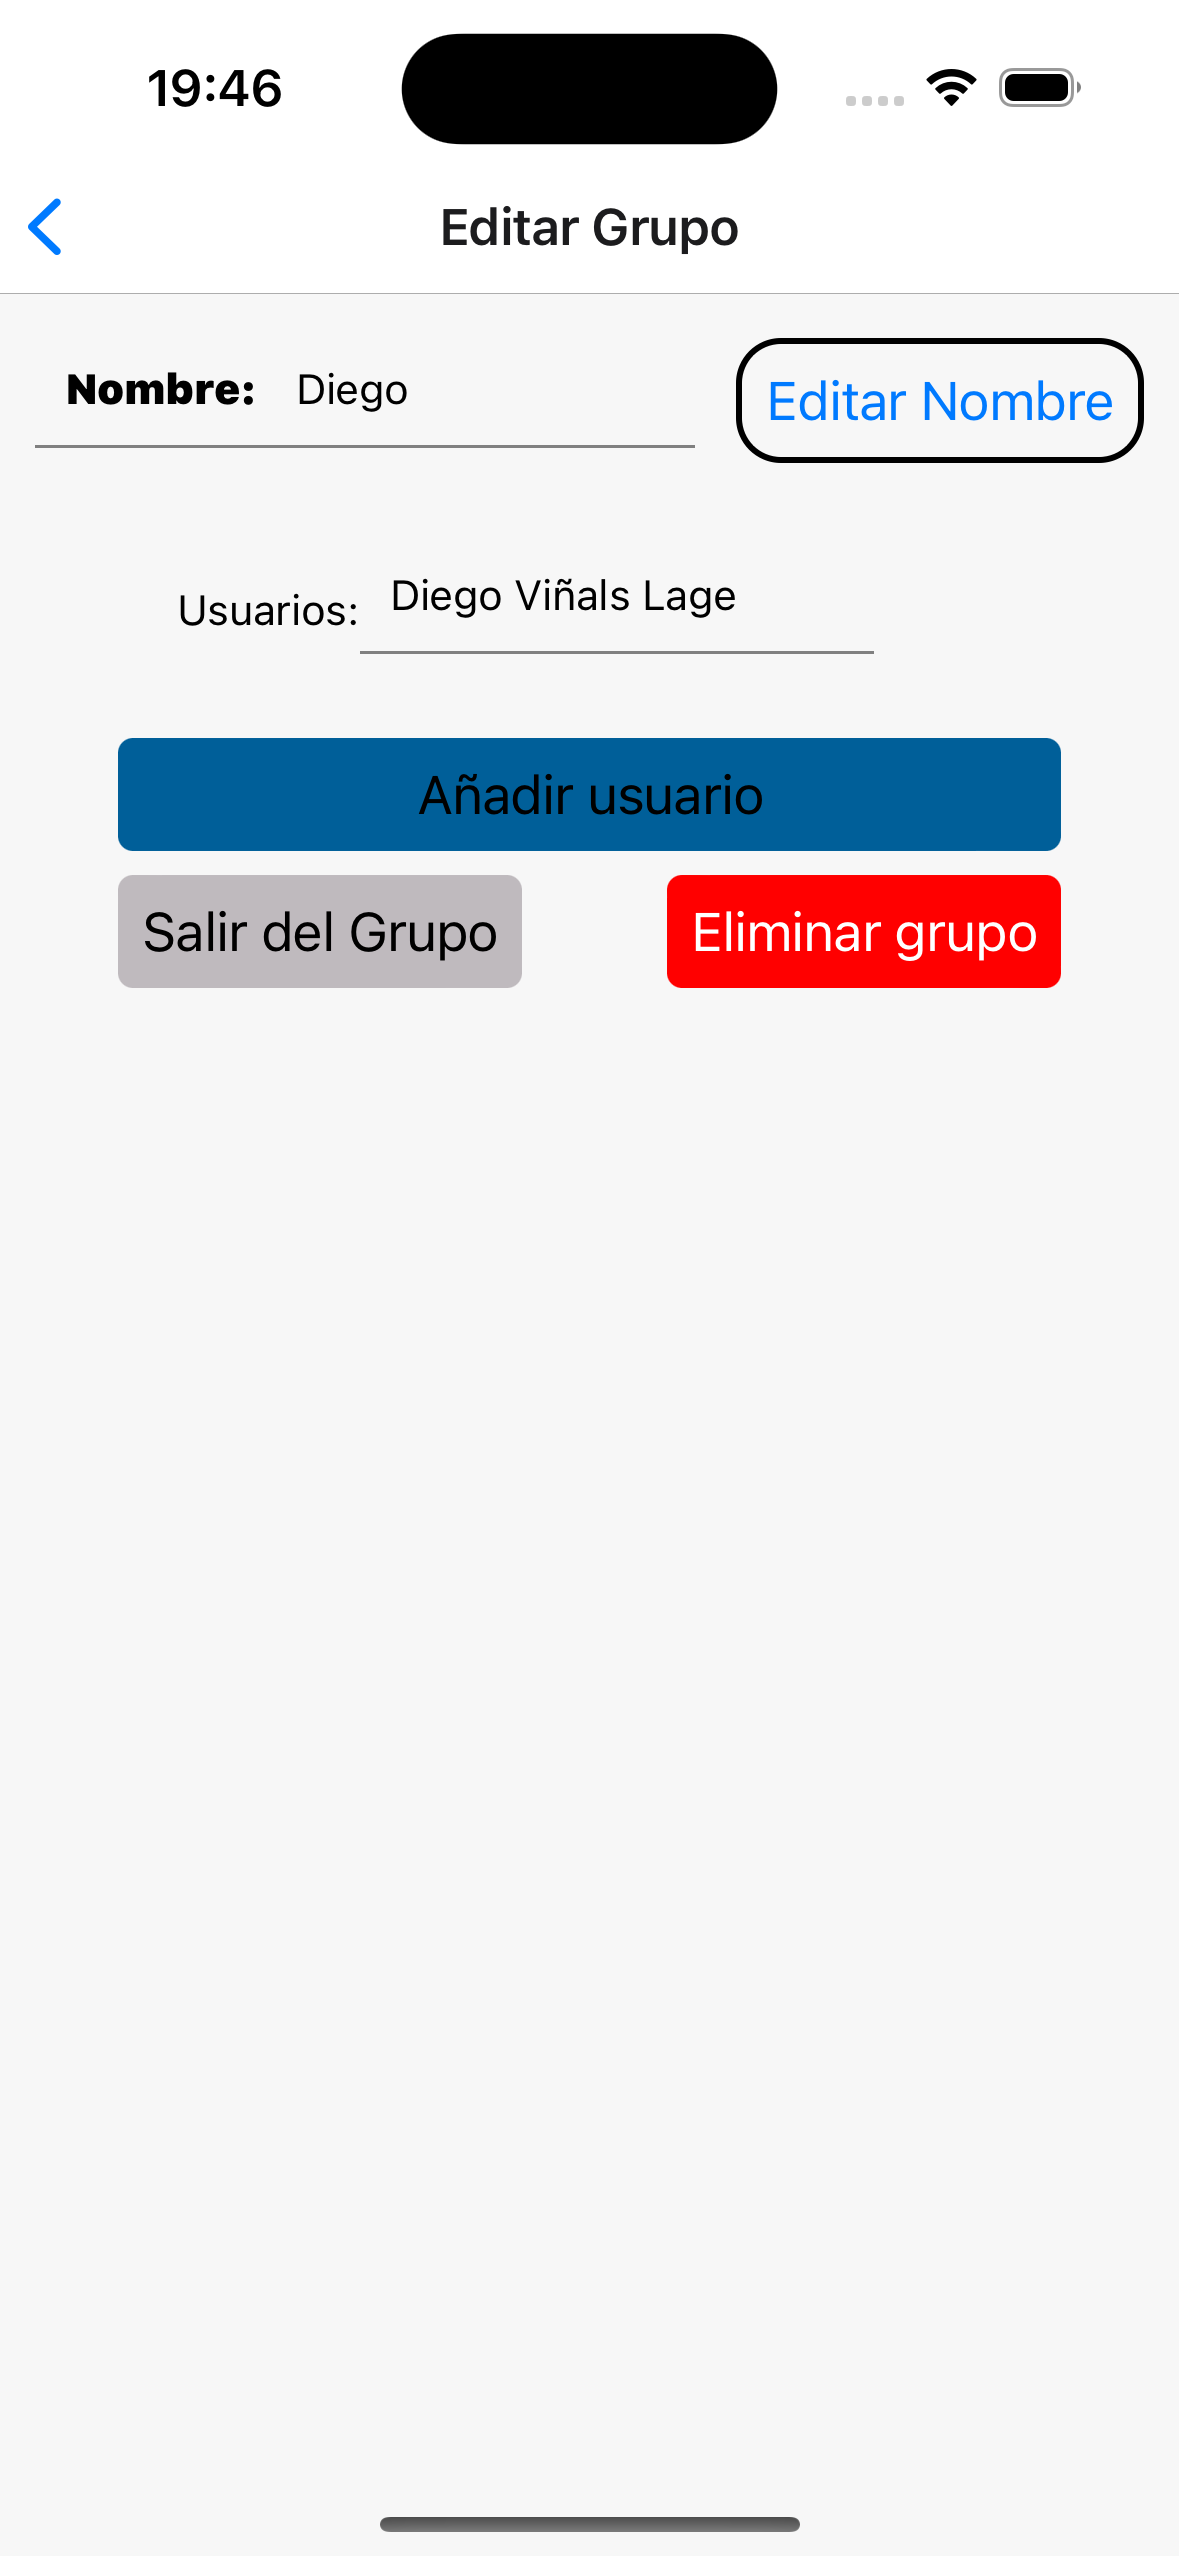 19:46
Editar Grupo
Nombre: Diego
Editar Nombre
Usuarios: Diego Viñals Lage
Añadir usuario
Salir del Grupo
Eliminar grupo